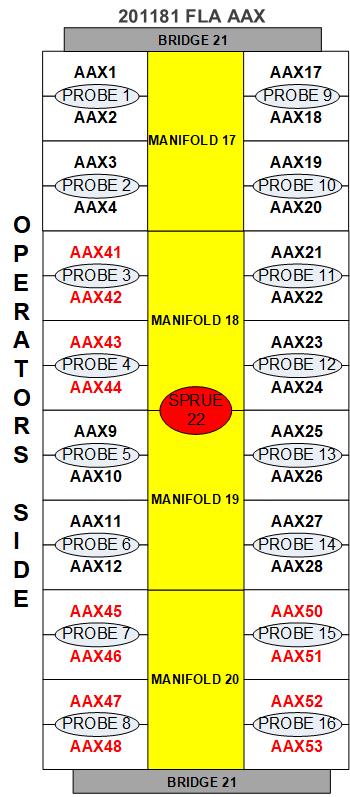 201181 FLA AAX
BRIDGE 21
AAX1
PROBE 1
AAX2
AAX3
PROBE 2
AAX4
AAX41
PROBE 3
AAX42
AAX43
PROBE 4
AAX44
AAX9
PROBE 5
AAX10
AAX11
PROBE 6
AAX12
AAX45
PROBE 7
AAX46
AAX47
PROBE 8
AAX48
MANIFOLD 17
MANIFOLD 18
SPRUE
22
MANIFOLD 19
MANIFOLD 20
AAX17
PROBE 9
AAX18
AAX19
PROBE 10
AAX20
AAX21
PROBE 11
AAX22
AAX23
PROBE 12
AAX24
AAX25
PROBE 13
AAX26
AAX27
PROBE 14
AAX28
AAX50
PROBE 15
AAX51
AAX52
PROBE 16
AAX53
BRIDGE 21
OPERATORS SIDE